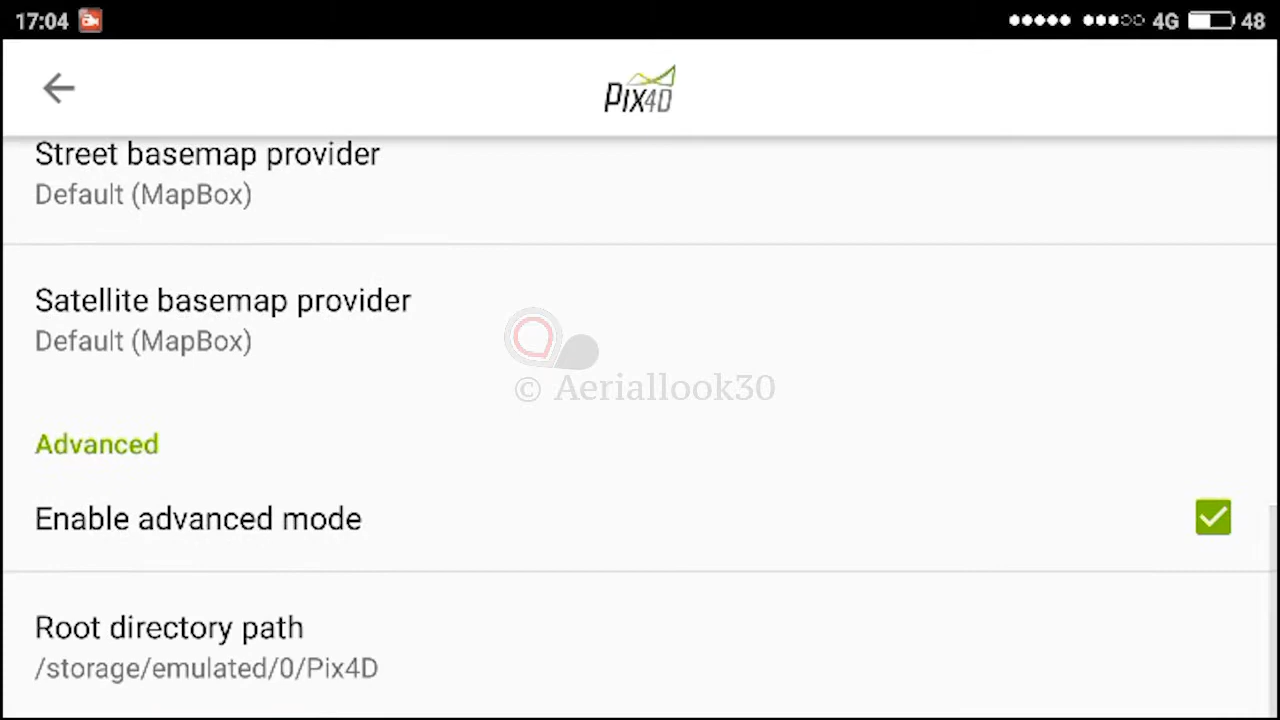 17:04 4G 48
PIX4D
Street basemap provider
Default (MapBox)
Satellite basemap provider
Default (MapBox)
© Aeriallook30
Advanced
Enable advanced mode
Root directory path
/storage/emulated/0/Pix4D